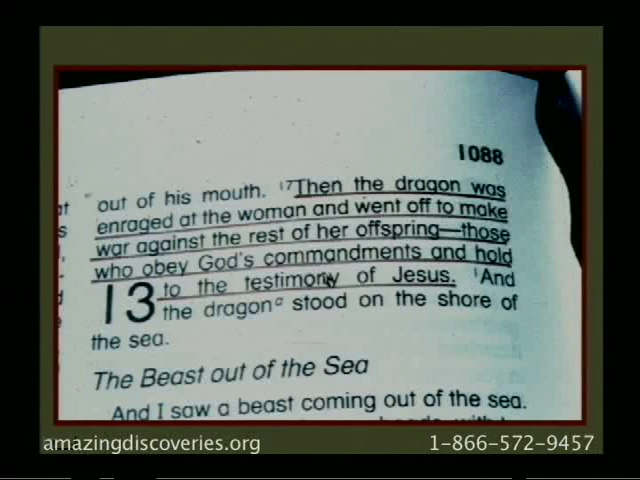 1088
at
out of his mouth. 17Then the dragon was
s
enraged at the woman and went off to make
war against the rest of her offspring—those
who obey God's commandments and hold
13 to the testimony of Jesus. 1And
the dragona stood on the shore of
the sea.
The Beast out of the Sea
And I saw a beast coming out of the sea.
amazingdiscoveries.org
1-866-572-9457